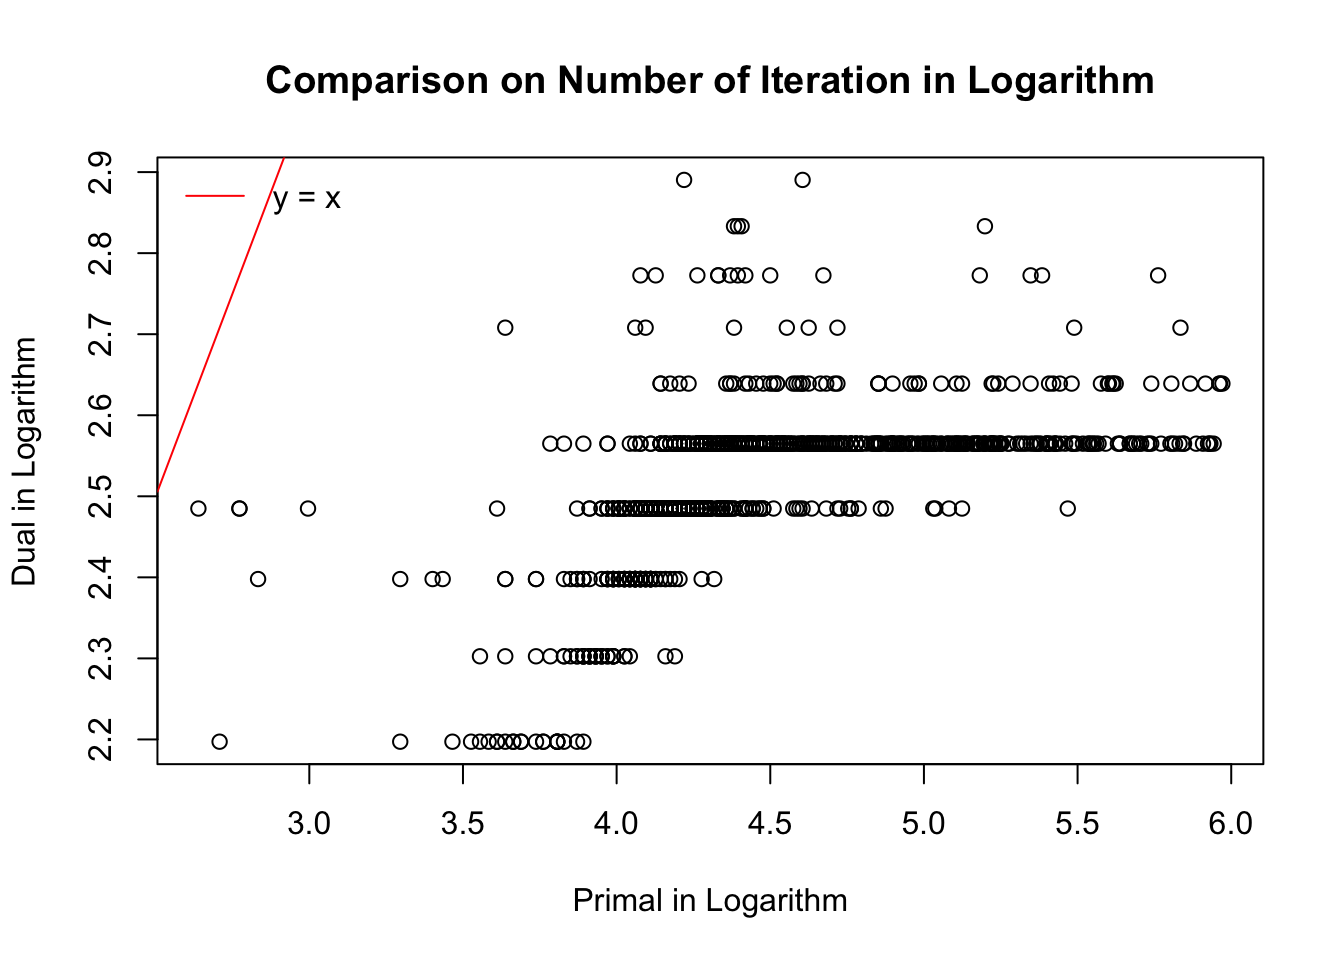 Comparison on Number of Iteration in Logarithm
y = x
2.9
2.8
2.7
2.6
2.5
2.4
2.3
2.2
Dual in Logarithm
3.0 3.5 4.0 4.5 5.0 5.5 6.0
Primal in Logarithm